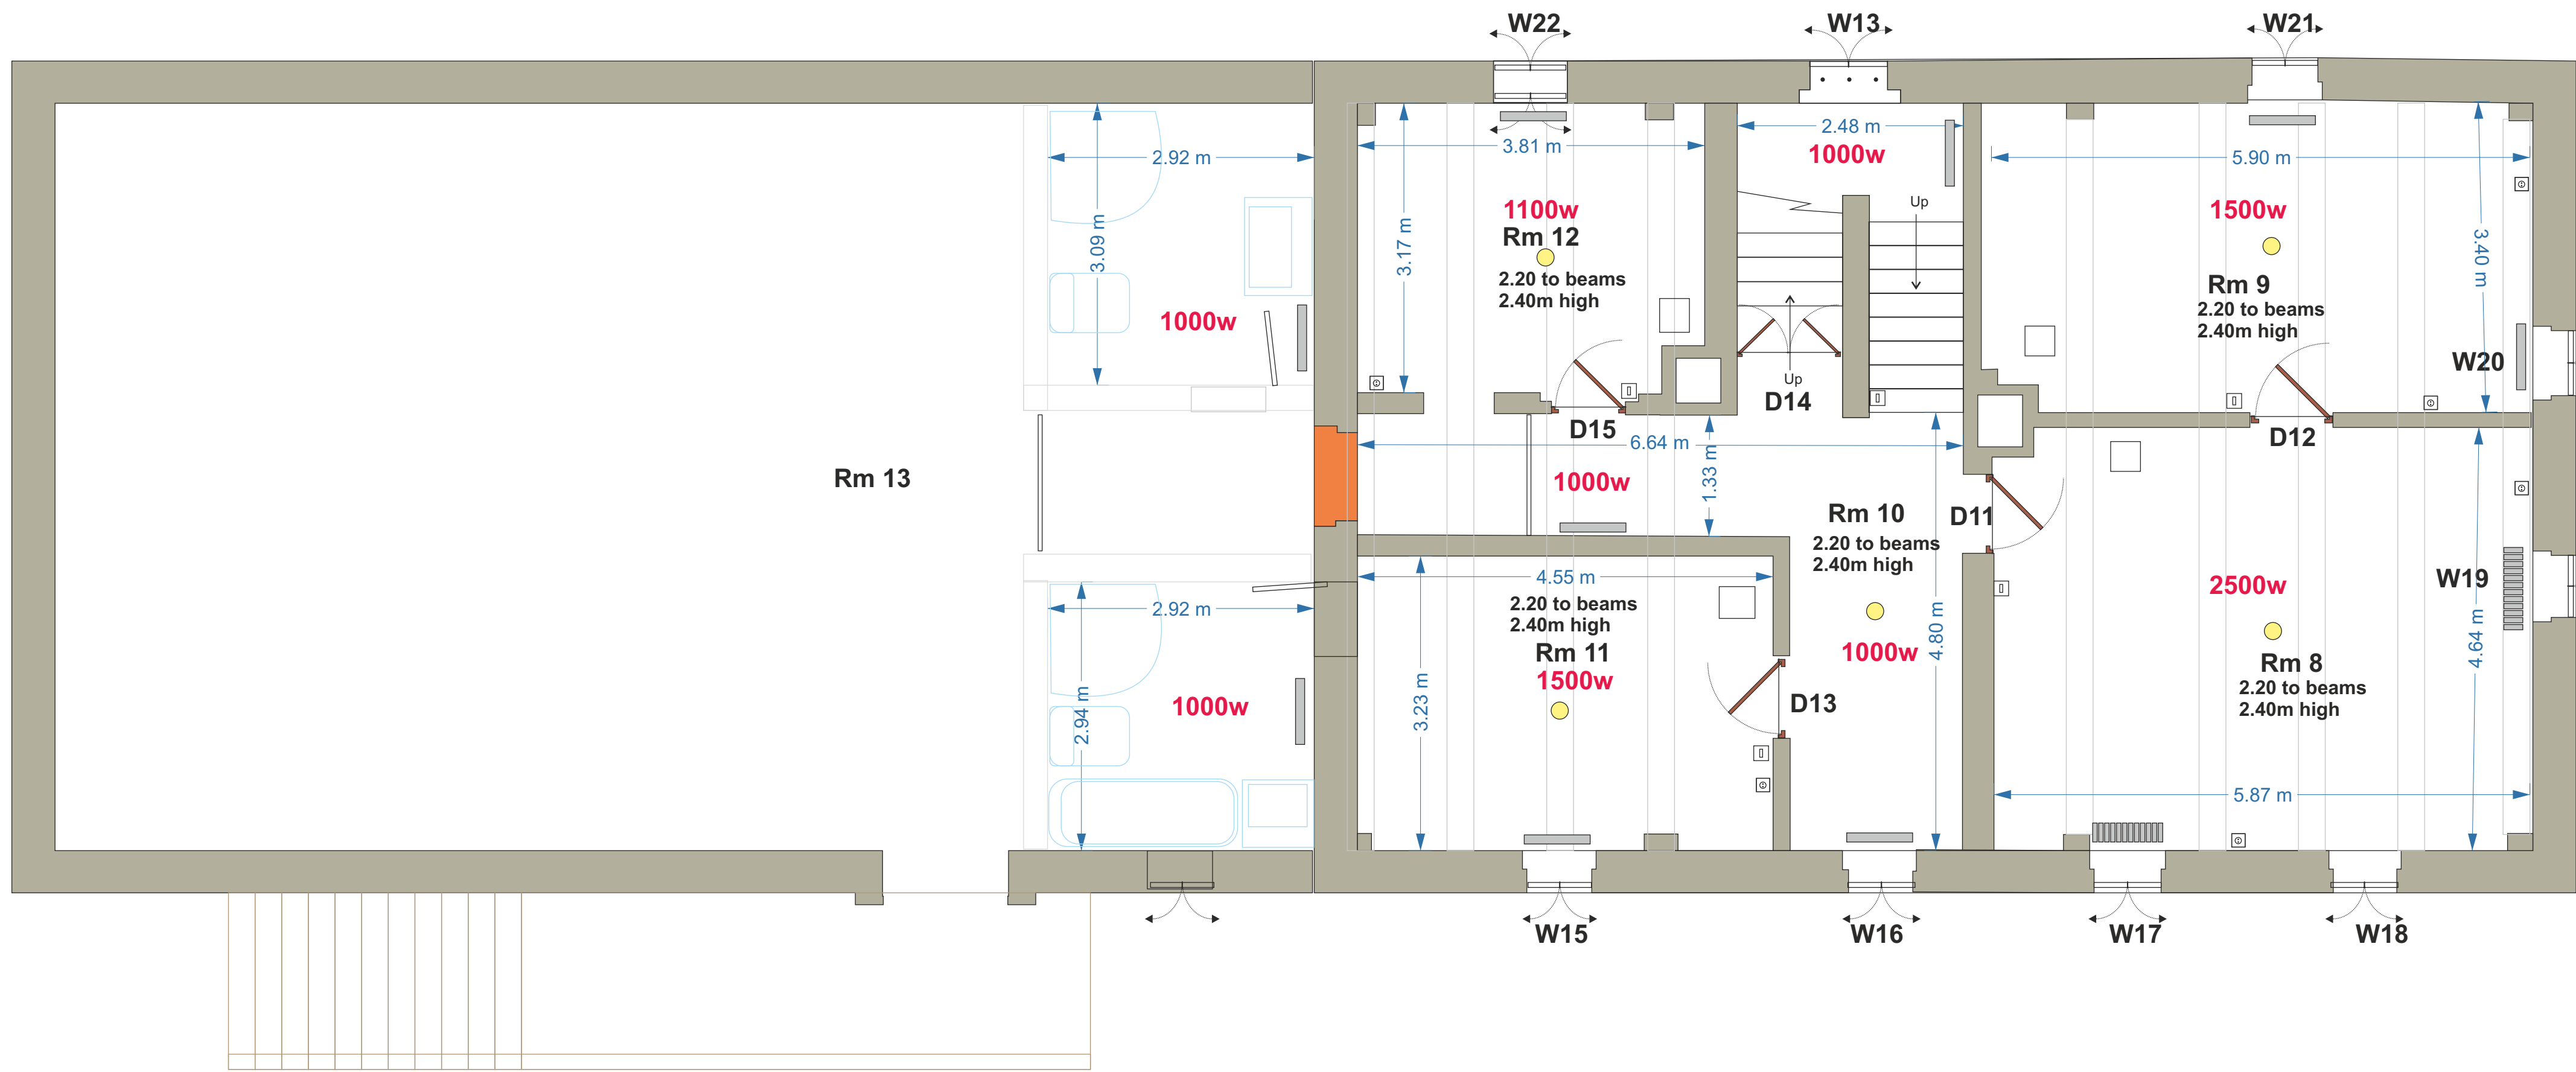 W22
W13
W21
2.92 m
3.09 m
1000w
3.81 m
3.17 m
1100w
Rm 12
2.20 to beams
2.40m high
2.48 m
1000w
Up
Up
D14
5.90 m
1500w
3.40 m
Rm 9
2.20 to beams
2.40m high
W20
D15
D12
6.64 m
1.33 m
1000w
Rm 13
Rm 10
2.20 to beams
2.40m high
D11
1000w
4.80 m
2.92 m
2.94 m
1000w
4.55 m
2.20 to beams
2.40m high
Rm 11
1500w
3.23 m
D13
2500w
W19
4.64 m
Rm 8
2.20 to beams
2.40m high
5.87 m
W15
W16
W17
W18